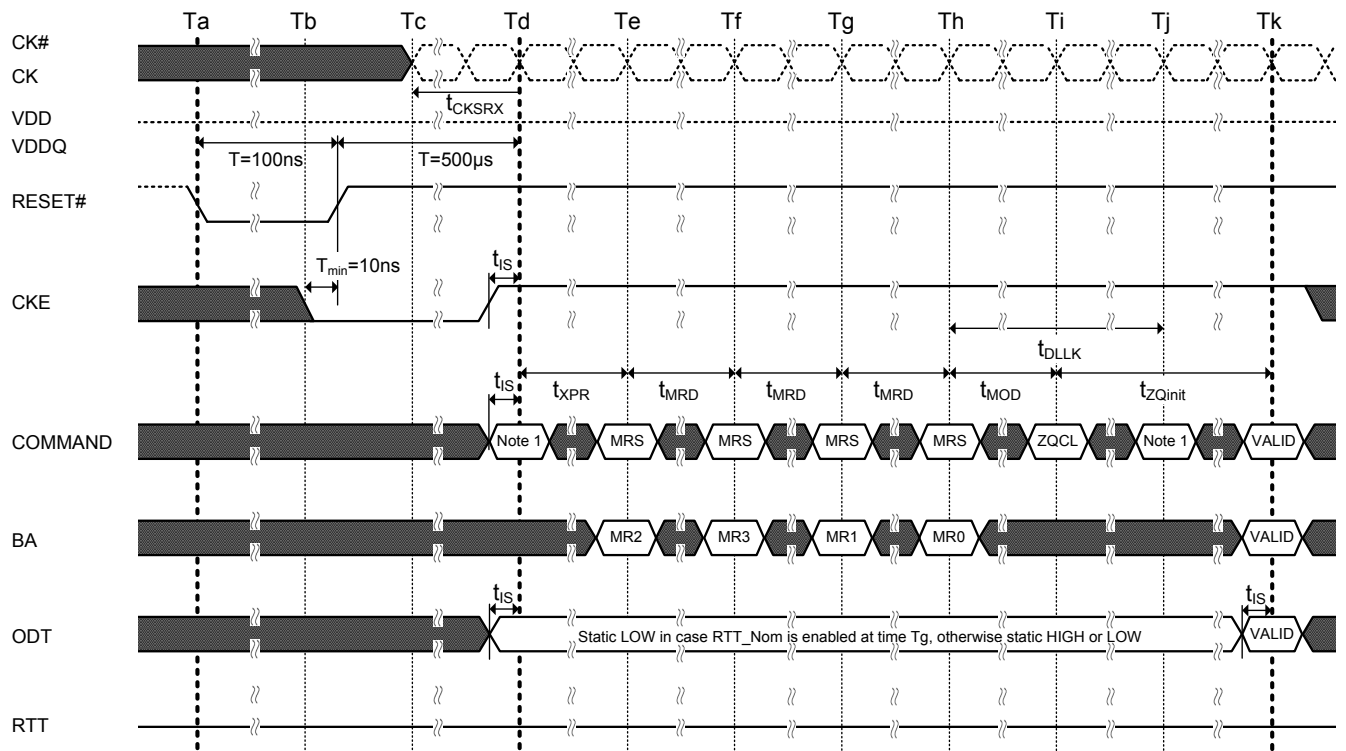 Ta Tb Tc Td Te Tf Tg Th Ti Tj Tk
CK#
CK
tCKSRX
VDD
VDDQ
T=100ns T=500µs
RESET#
Tmin=10ns
tIS
CKE
tDLLK
tIS
tXPR tMRD tMRD tMRD tMOD tZQinit
COMMAND Note 1 MRS MRS MRS MRS ZQCL Note 1 VALID
BA MR2 MR3 MR1 MR0 VALID
tIS tIS
ODT Static LOW in case RTT_Nom is enabled at time Tg, otherwise static HIGH or LOW VALID
RTT